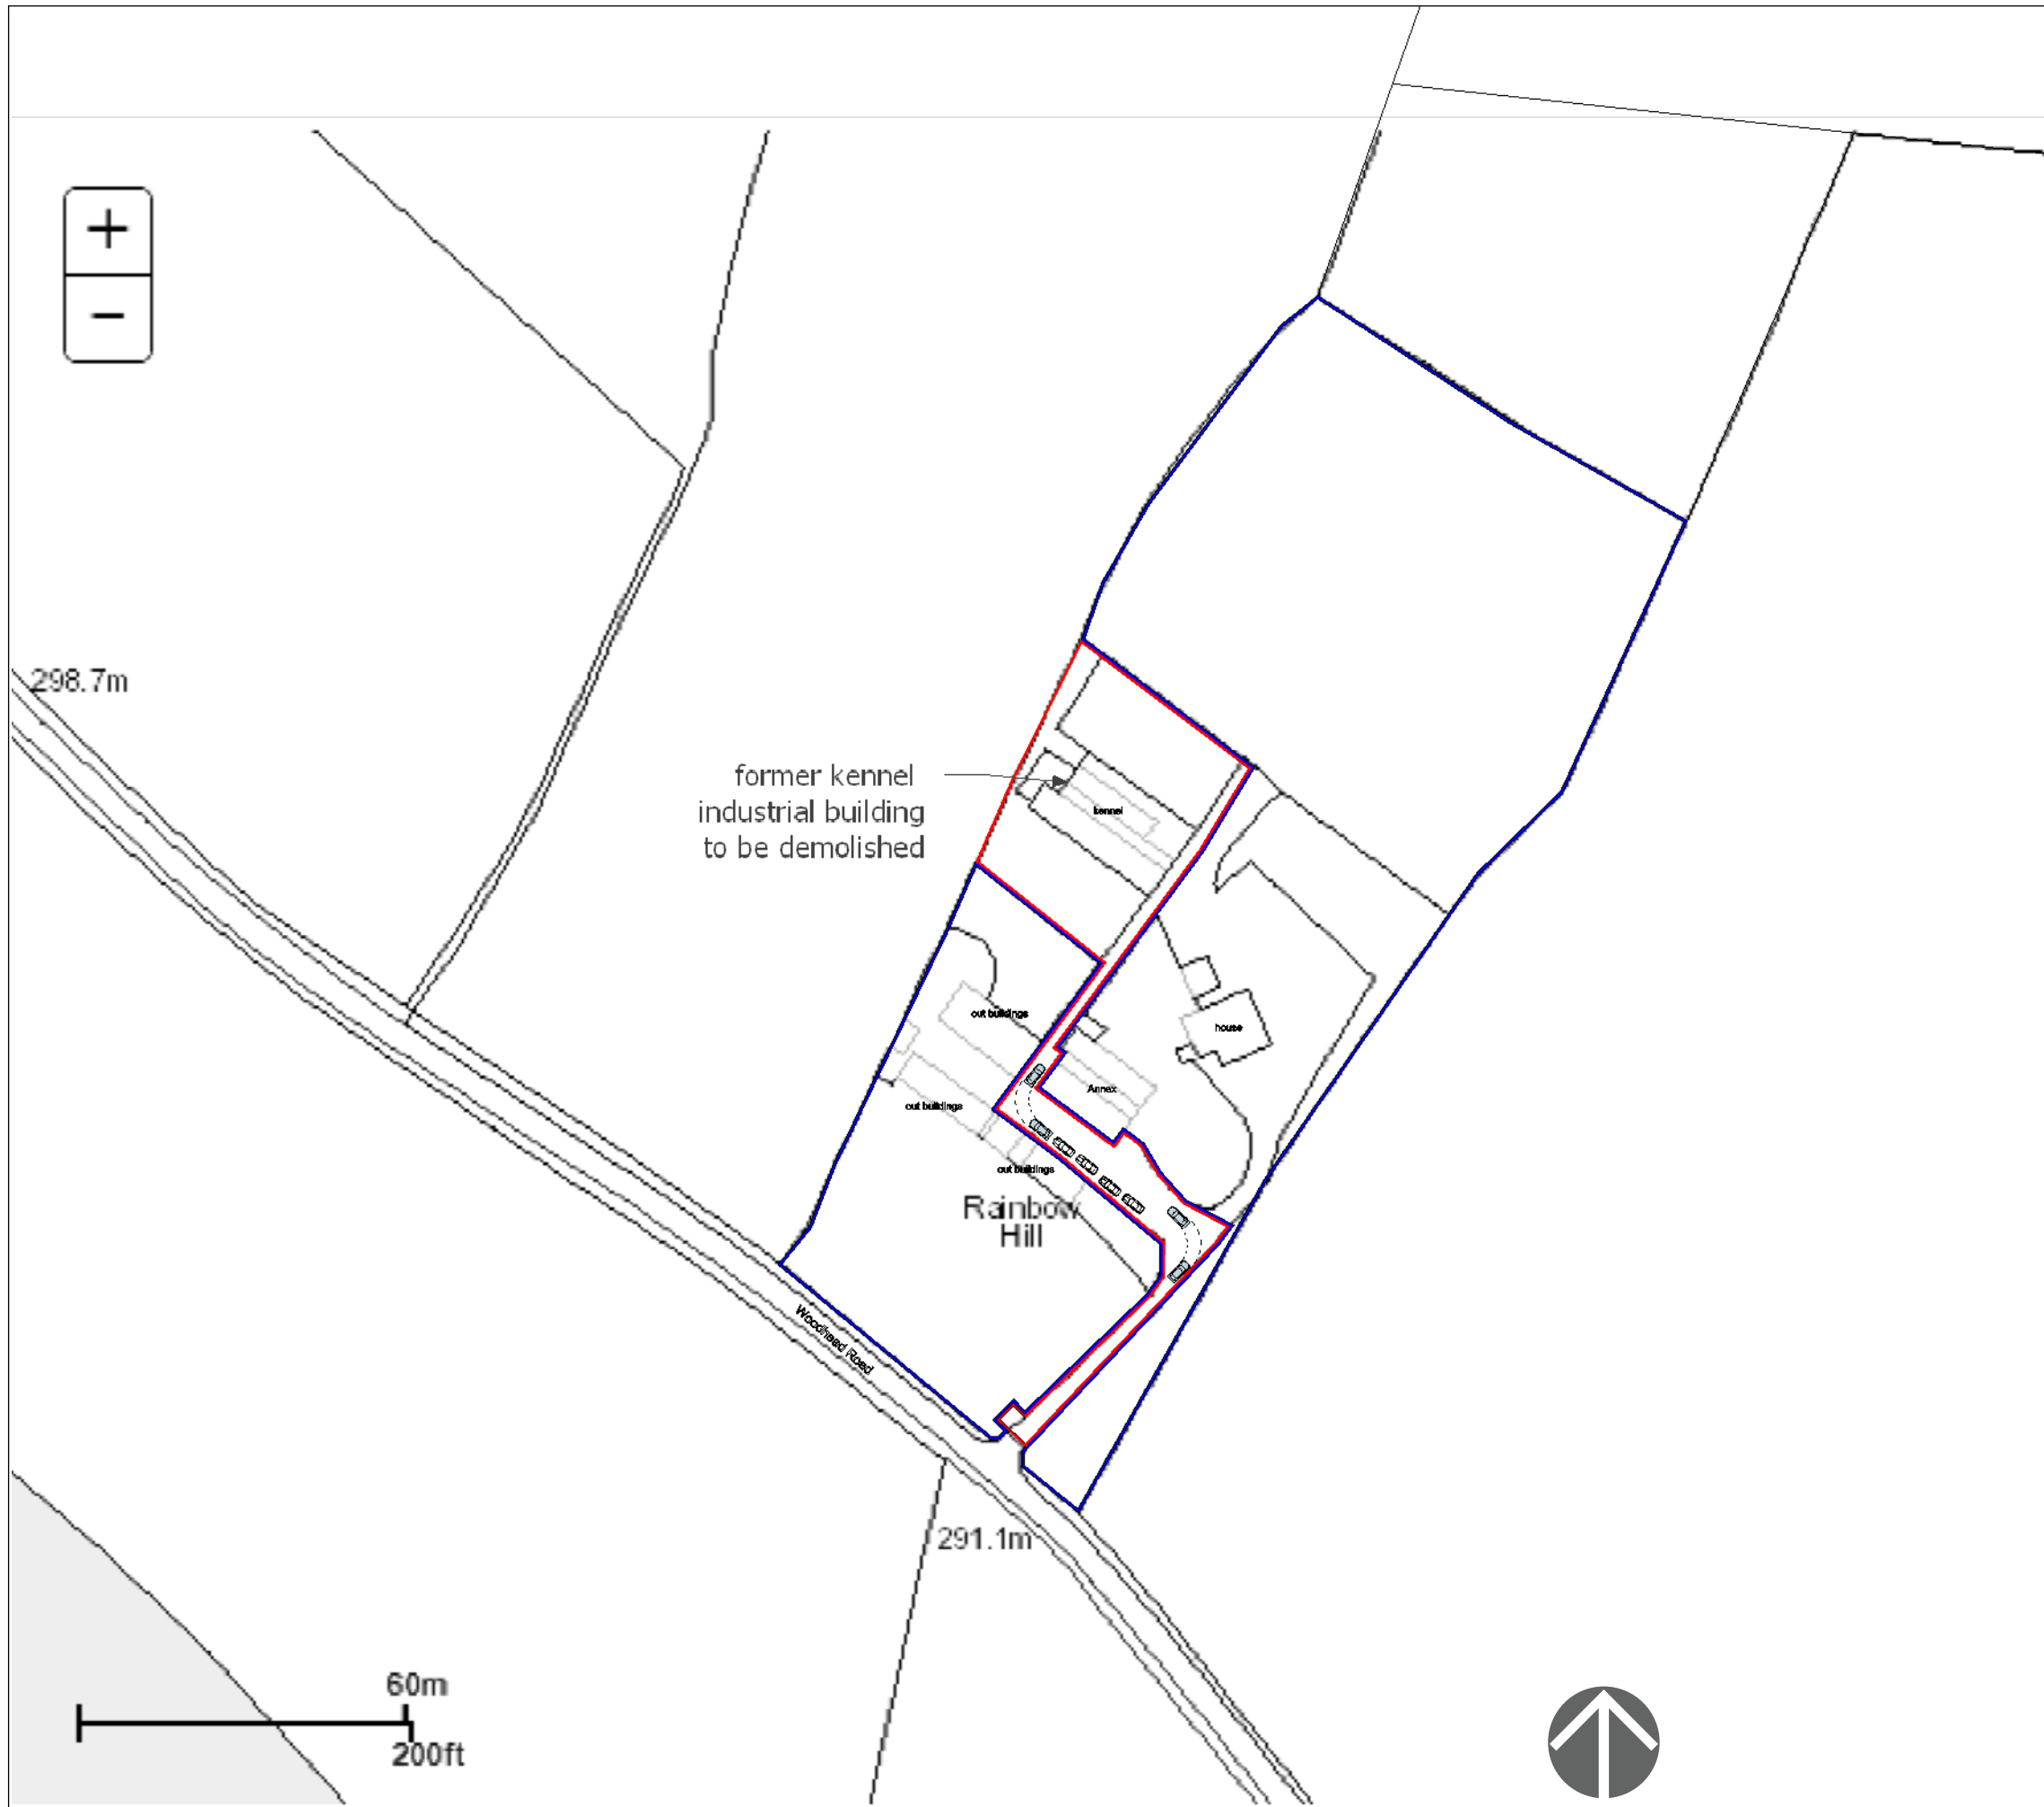 +
−
298.7m
former kennel
industrial building
to be demolished
kennel
out buildings
house
Annex
out buildings
out buildings
Rainbow
Hill
Woodhead Road
291.1m
60m
200ft